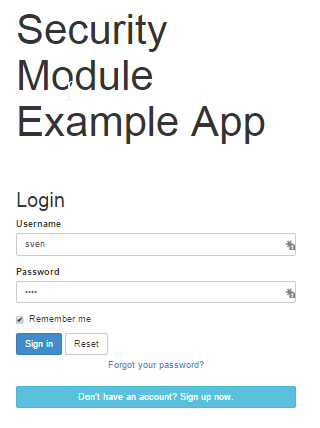 Security
Module
Example App
Login
Username
sven
Password
••••
Remember me
Sign in Reset
Forgot your password?
Don't have an account? Sign up now.